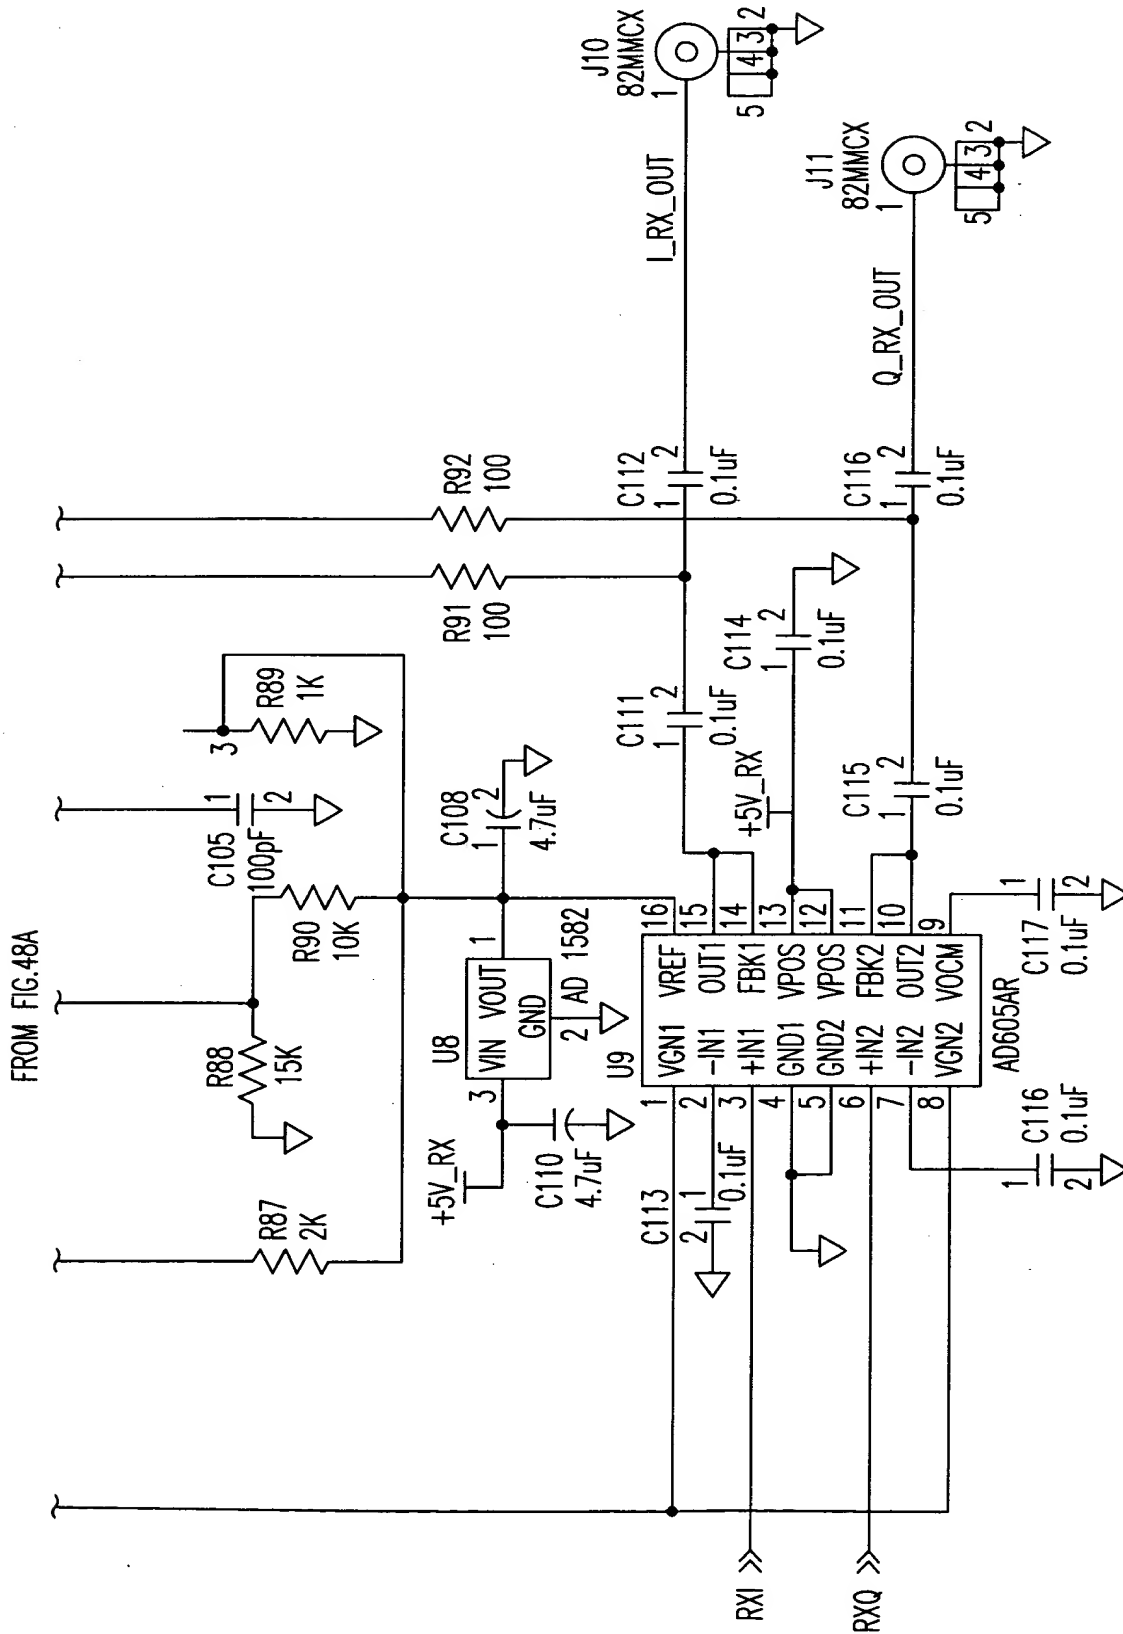 FROM FIG.48A
R87
2K
R88
15K
R90
10K
C105
100pF
1
2
3
R89
1K
R91
100
R92
100
+5V_RX
C110
4.7uF
U8
3
VIN VOUT
GND
1
2
AD 1582
C108
1
2
4.7uF
U9
1
2
3
4
5
6
7
8
VGN1
-IN1
+IN1
GND1
GND2
+IN2
-IN2
VGN2
VREF
OUT1
FBK1
VPOS
VPOS
FBK2
OUT2
VOCM
16
15
14
13
12
11
10
9
AD605AR
C113
2
1
0.1uF
RXI
RXQ
C116
1
2
0.1uF
C117
1
2
0.1uF
C111
1
2
0.1uF
+5V_RX
C114
1
2
0.1uF
C115
1
2
0.1uF
C112
1
2
0.1uF
C116
1
2
0.1uF
I_RX_OUT
Q_RX_OUT
J10
82MMCX
1
5
4
3
2
J11
82MMCX
1
5
4
3
2